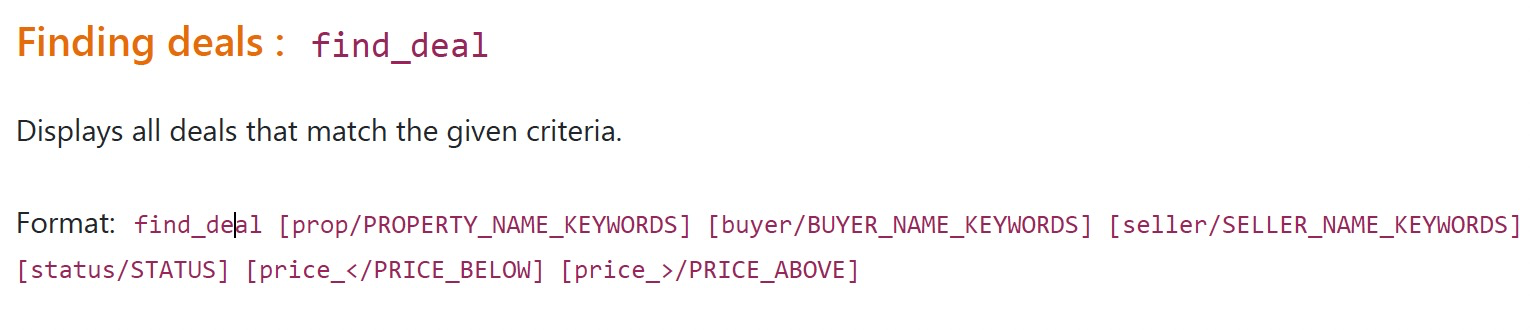 Finding deals : find_deal
Displays all deals that match the given criteria.
Format: find_deal [prop/PROPERTY_NAME_KEYWORDS] [buyer/BUYER_NAME_KEYWORDS] [seller/SELLER_NAME_KEYWORDS]
[status/STATUS] [price_</PRICE_BELOW] [price_>/PRICE_ABOVE]